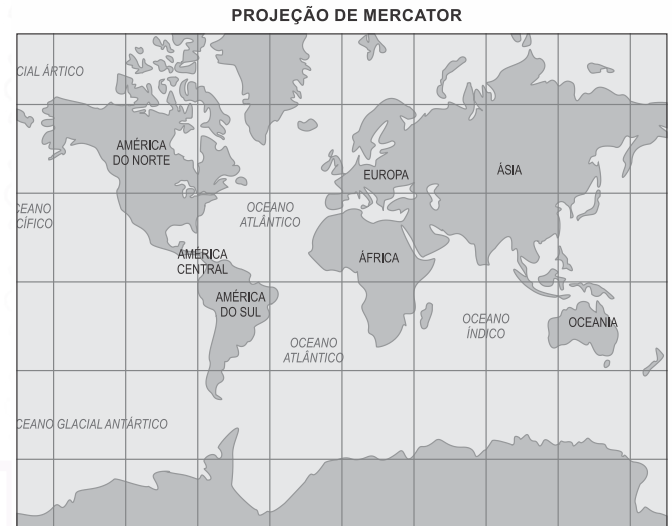 PROJEÇÃO DE MERCATOR
CIAL ÁRTICO
AMÉRICA
DO NORTE
EUROPA
ÁSIA
CEANO
CÍFICO
OCEANO
ATLÂNTICO
AMÉRICA
CENTRAL
ÁFRICA
AMÉRICA
DO SUL
OCEANO
ÍNDICO
OCEANIA
OCEANO
ATLÂNTICO
CEANO GLACIAL ANTÁRTICO